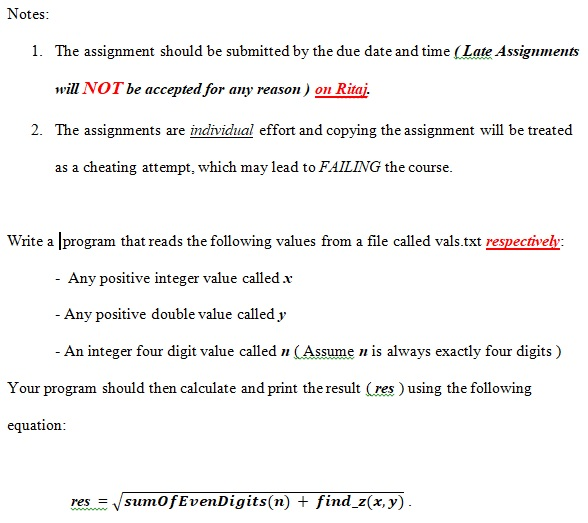 Notes:
1. The assignment should be submitted by the due date and time ( Late Assignments
will NOT be accepted for any reason ) on Ritaj.
2. The assignments are individual effort and copying the assignment will be treated
as a cheating attempt, which may lead to FAILING the course.
Write a program that reads the following values from a file called vals.txt respectively:
- Any positive integer value called x
- Any positive double value called y
- An integer four digit value called n ( Assume n is always exactly four digits )
Your program should then calculate and print the result ( res ) using the following
equation:
res = √sumOfEvenDigits(n) + find_z(x, y) .